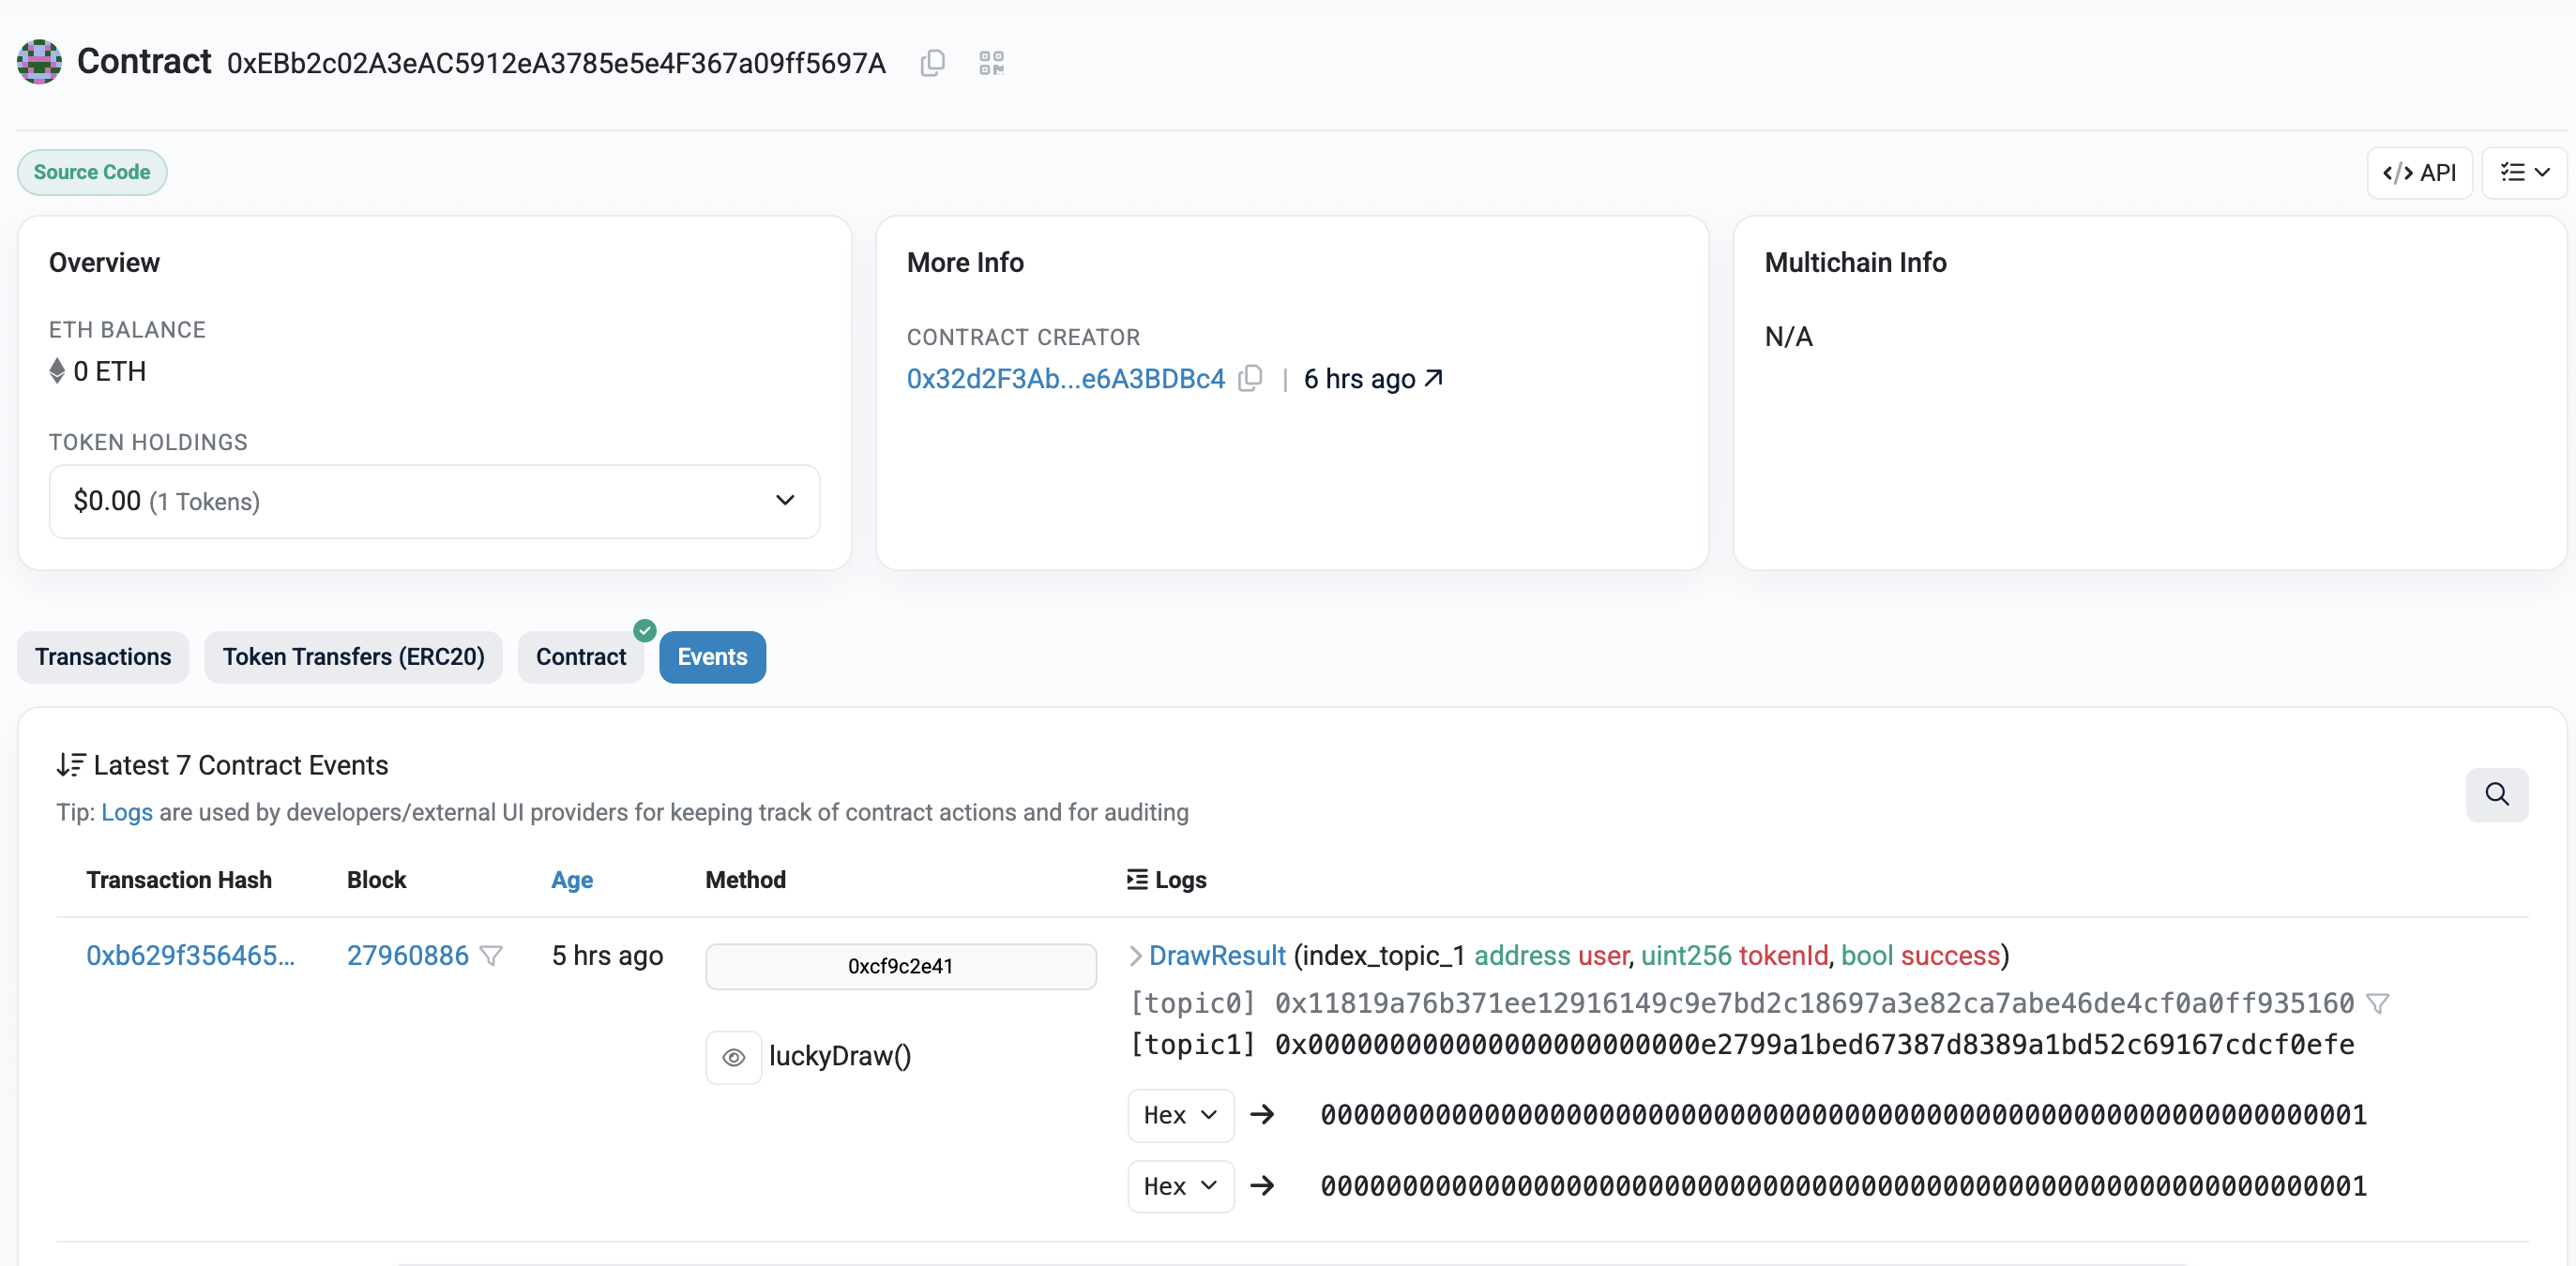 Contract 0xEBb2c02A3eAC5912eA3785e5e4F367a09ff5697A
Source Code
</> API
Overview
ETH BALANCE
0 ETH
TOKEN HOLDINGS
$0.00 (1 Tokens)
More Info
CONTRACT CREATOR
0x32d2F3Ab...e6A3BDBc4 | 6 hrs ago
Multichain Info
N/A
Transactions Token Transfers (ERC20) Contract Events
Latest 7 Contract Events
Tip: Logs are used by developers/external UI providers for keeping track of contract actions and for auditing
Transaction Hash Block Age Method Logs
0xb629f356465... 27960886 5 hrs ago 0xcf9c2e41
luckyDraw()
DrawResult (index_topic_1 address user, uint256 tokenId, bool success)
[topic0] 0x11819a76b371ee12916149c9e7bd2c18697a3e82ca7abe46de4cf0a0ff935160
[topic1] 0x000000000000000000000000e2799a1bed67387d8389a1bd52c69167cdcf0efe
Hex → 0000000000000000000000000000000000000000000000000000000000000001
Hex → 0000000000000000000000000000000000000000000000000000000000000001